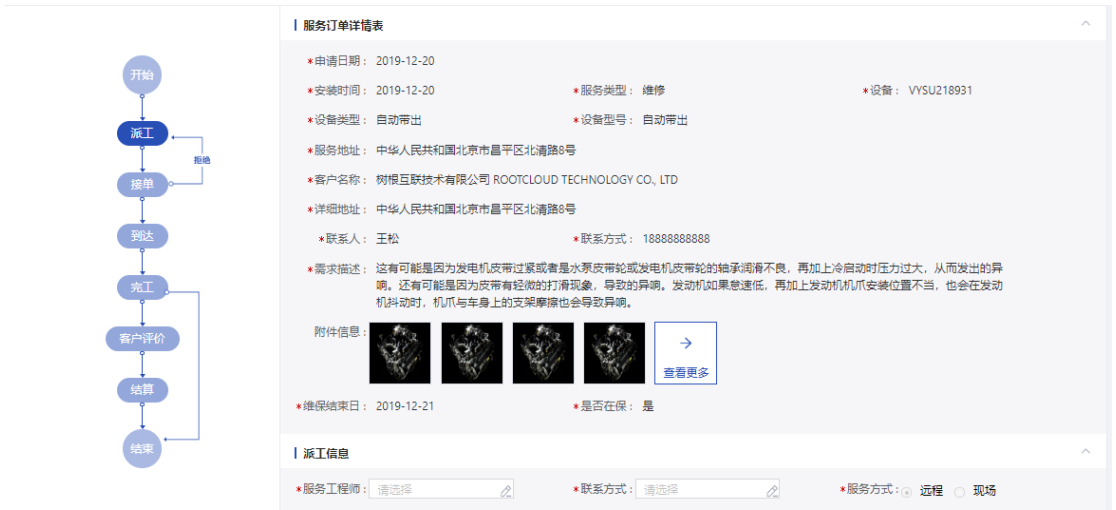 开始
派工
拒绝
接单
到达
完工
客户评价
结算
结束
服务订单详情表
*申请日期： 2019-12-20
*安装时间： 2019-12-20 *服务类型： 维修 *设备： VYSU218931
*设备类型： 自动带出 *设备型号： 自动带出
*服务地址： 中华人民共和国北京市昌平区北清路8号
*客户名称： 树根互联技术有限公司 ROOTCLOUD TECHNOLOGY CO., LTD
*详细地址： 中华人民共和国北京市昌平区北清路8号
*联系人： 王松 *联系方式： 18888888888
*需求描述： 这有可能是因为发电机皮带过紧或者是水泵皮带轮或发电机皮带轮的轴承润滑不良，再加上冷启动时压力过大，从而发出的异
响。还有可能是因为皮带有轻微的打滑现象，导致的异响。发动机如果怠速低，再加上发动机机爪安装位置不当，也会在发动
机抖动时，机爪与车身上的支架摩擦也会导致异响。
附件信息：
查看更多
*维保结束日： 2019-12-21 *是否在保： 是
派工信息
*服务工程师： 请选择 *联系方式： 请选择 *服务方式： 远程 现场